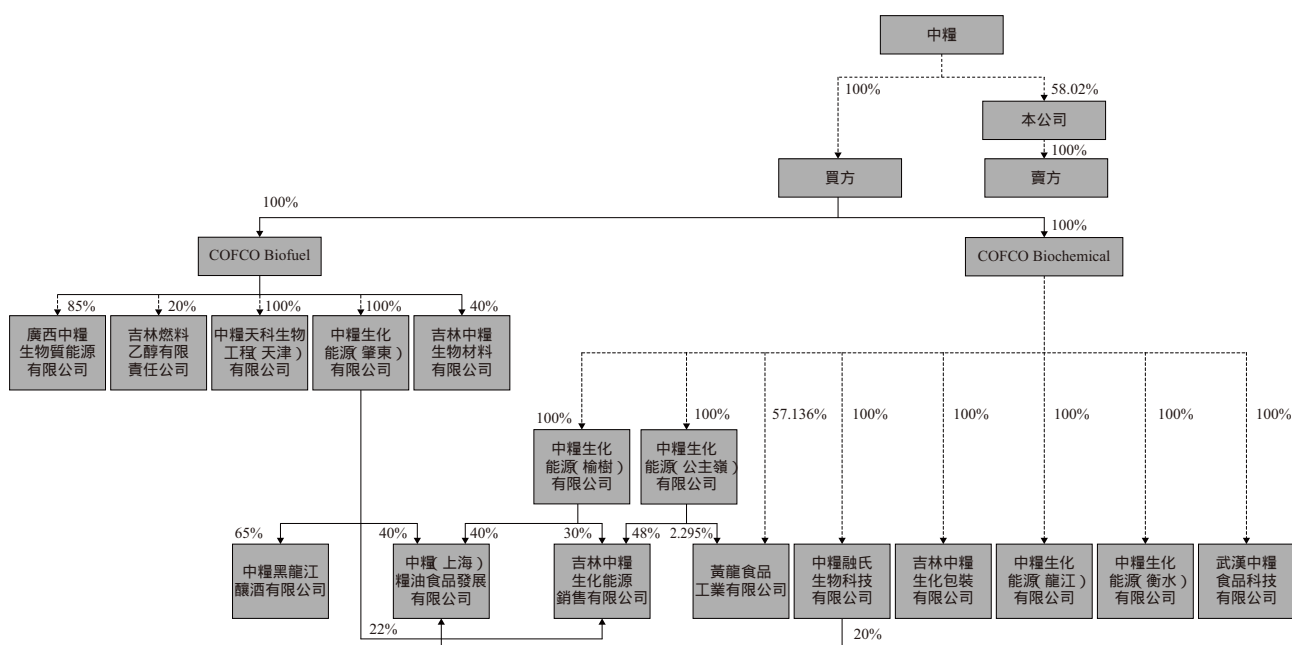 中糧
100%
58.02%
本公司
100%
買方
賣方
100%
100%
COFCO Biofuel
COFCO Biochemical
85%
20%
100%
100%
40%
廣西中糧
生物質能源
有限公司
吉林燃料
乙醇有限
責任公司
中糧天科生物
工程(天津)
有限公司
中糧生化
能源(肇東)
有限公司
吉林中糧
生物材料
有限公司
100%
100%
57.136%
100%
100%
100%
100%
100%
中糧生化
能源(榆樹)
有限公司
中糧生化
能源(公主嶺)
有限公司
65%
40%
40%
30%
48%
2.295%
中糧黑龍江
釀酒有限公司
中糧(上海)
糧油食品發展
有限公司
吉林中糧
生化能源
銷售有限公司
黃龍食品
工業有限公司
中糧融氏
生物科技
有限公司
吉林中糧
生化包裝
有限公司
中糧生化
能源(龍江)
有限公司
中糧生化
能源(衡水)
有限公司
武漢中糧
食品科技
有限公司
22%
20%